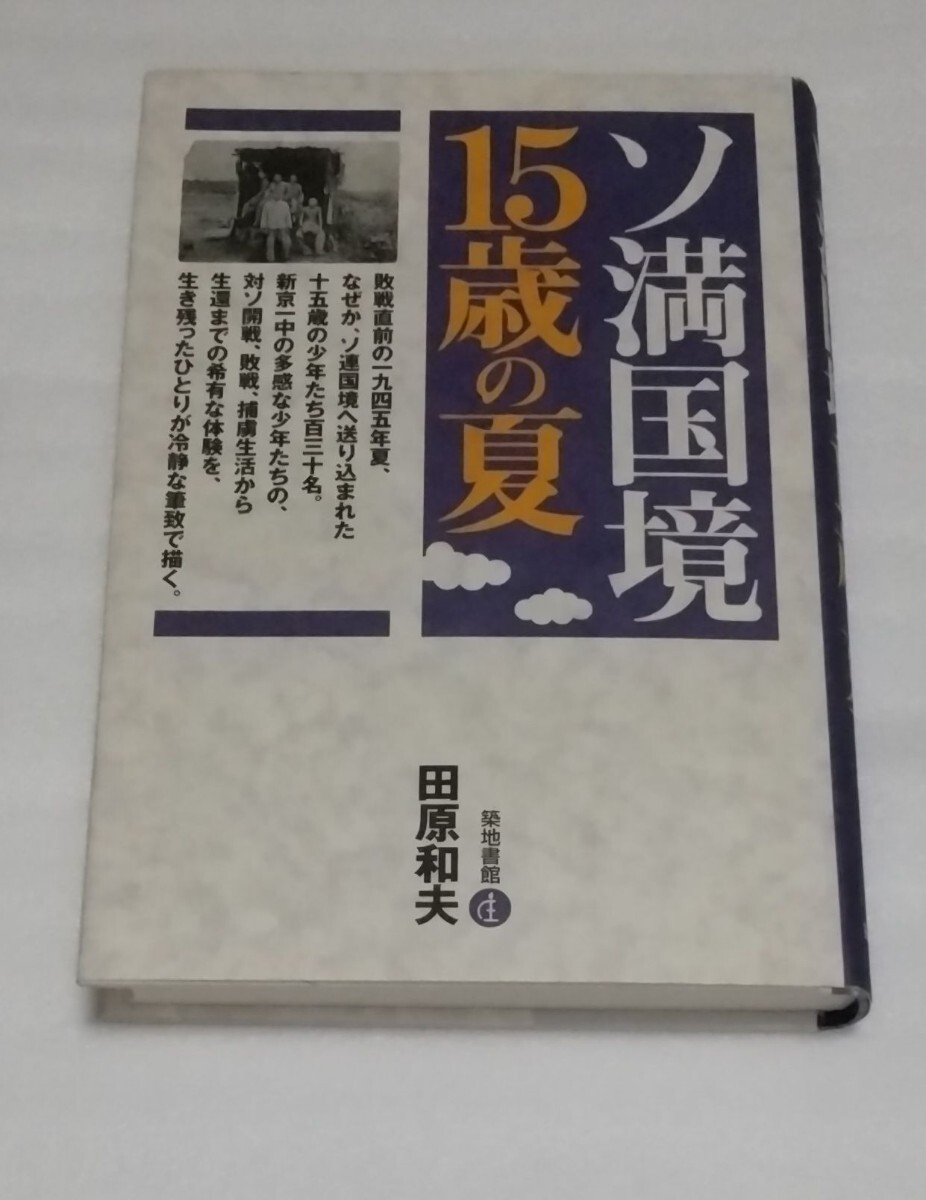 ソ満国境
15歳の夏
敗戦直前の一九四五年夏、
なぜか、ソ連国境へ送り込まれた
十五歳の少年たち百三十名。
新京一中の多感な少年たちの、
対ソ開戦、敗戦、捕虜生活から
生還までの希有な体験を、
生き残ったひとりが冷静な筆致で描く。
築地書館
田原和夫